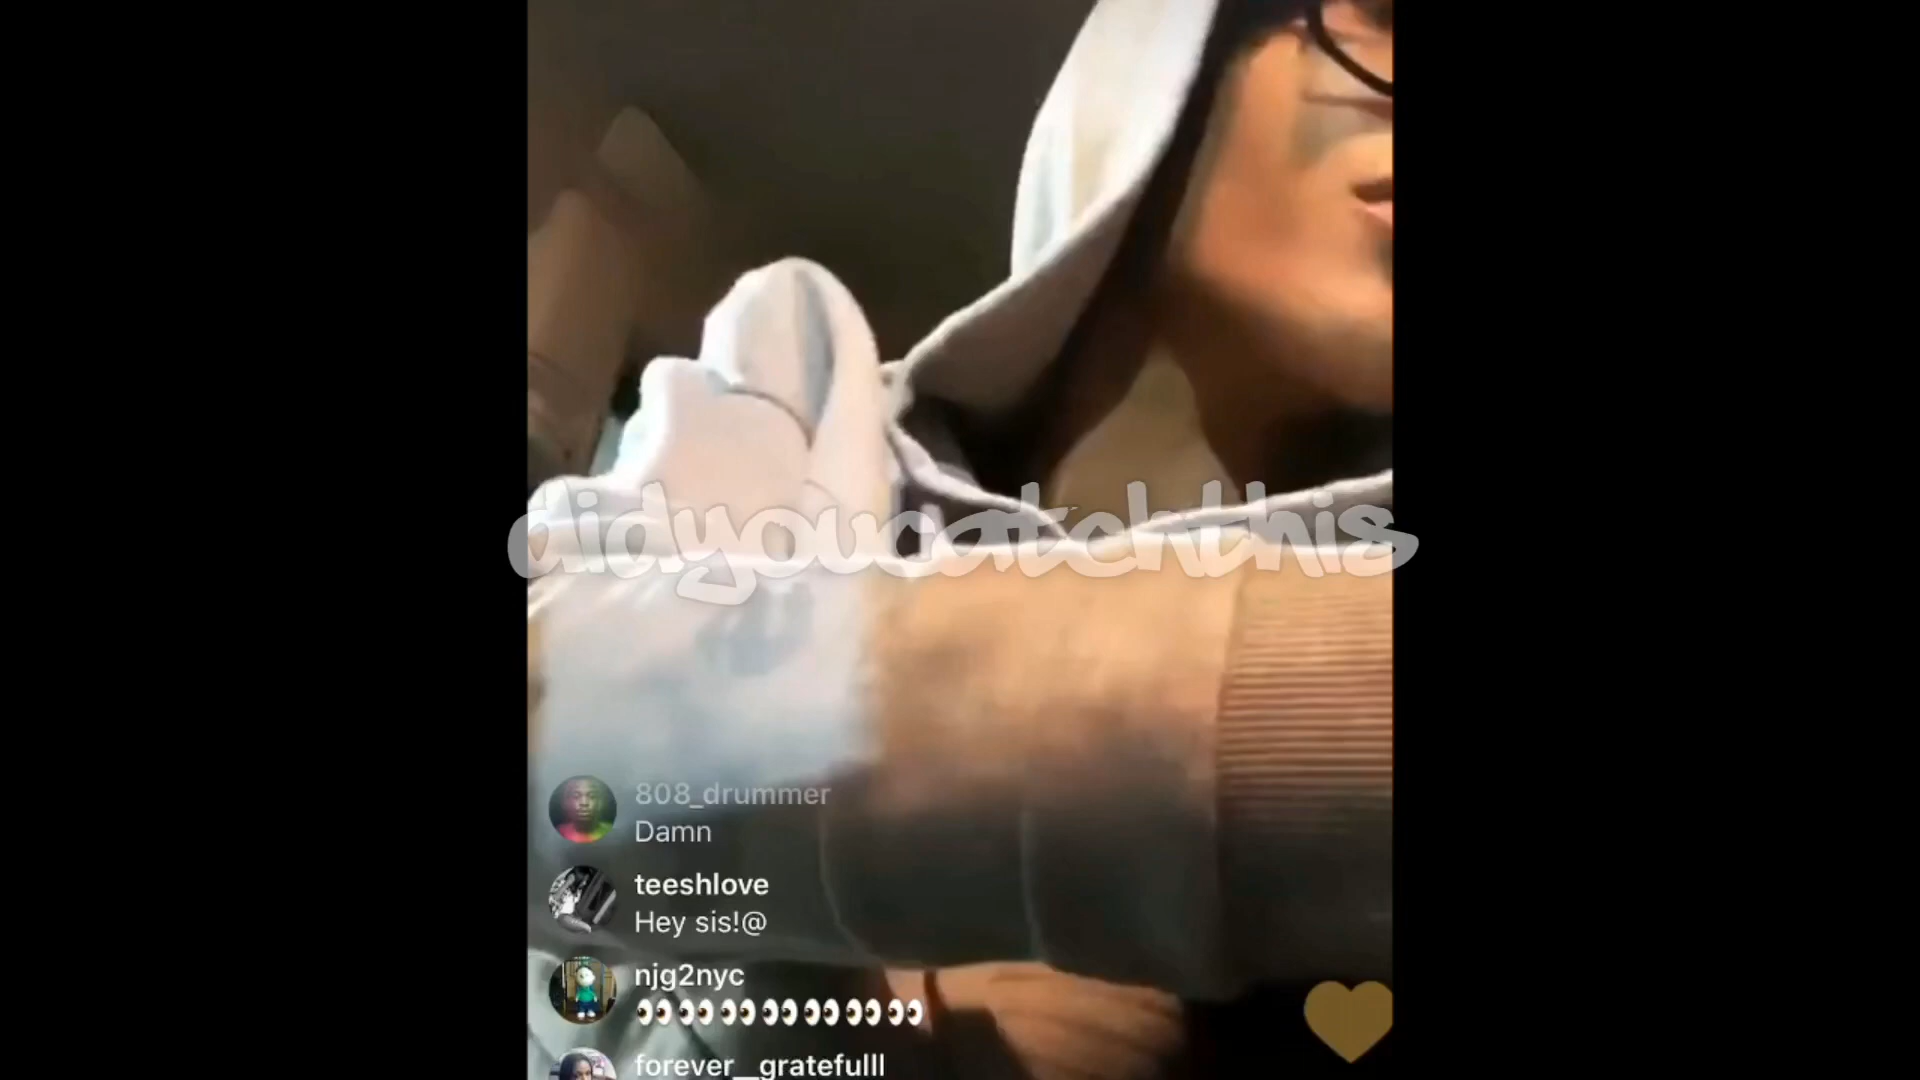 didyoucatchthis
808_drummer
Damn
teeshlove
Hey sis!@
njg2nyc
👀👀👀👀👀👀👀
forever__gratefulll